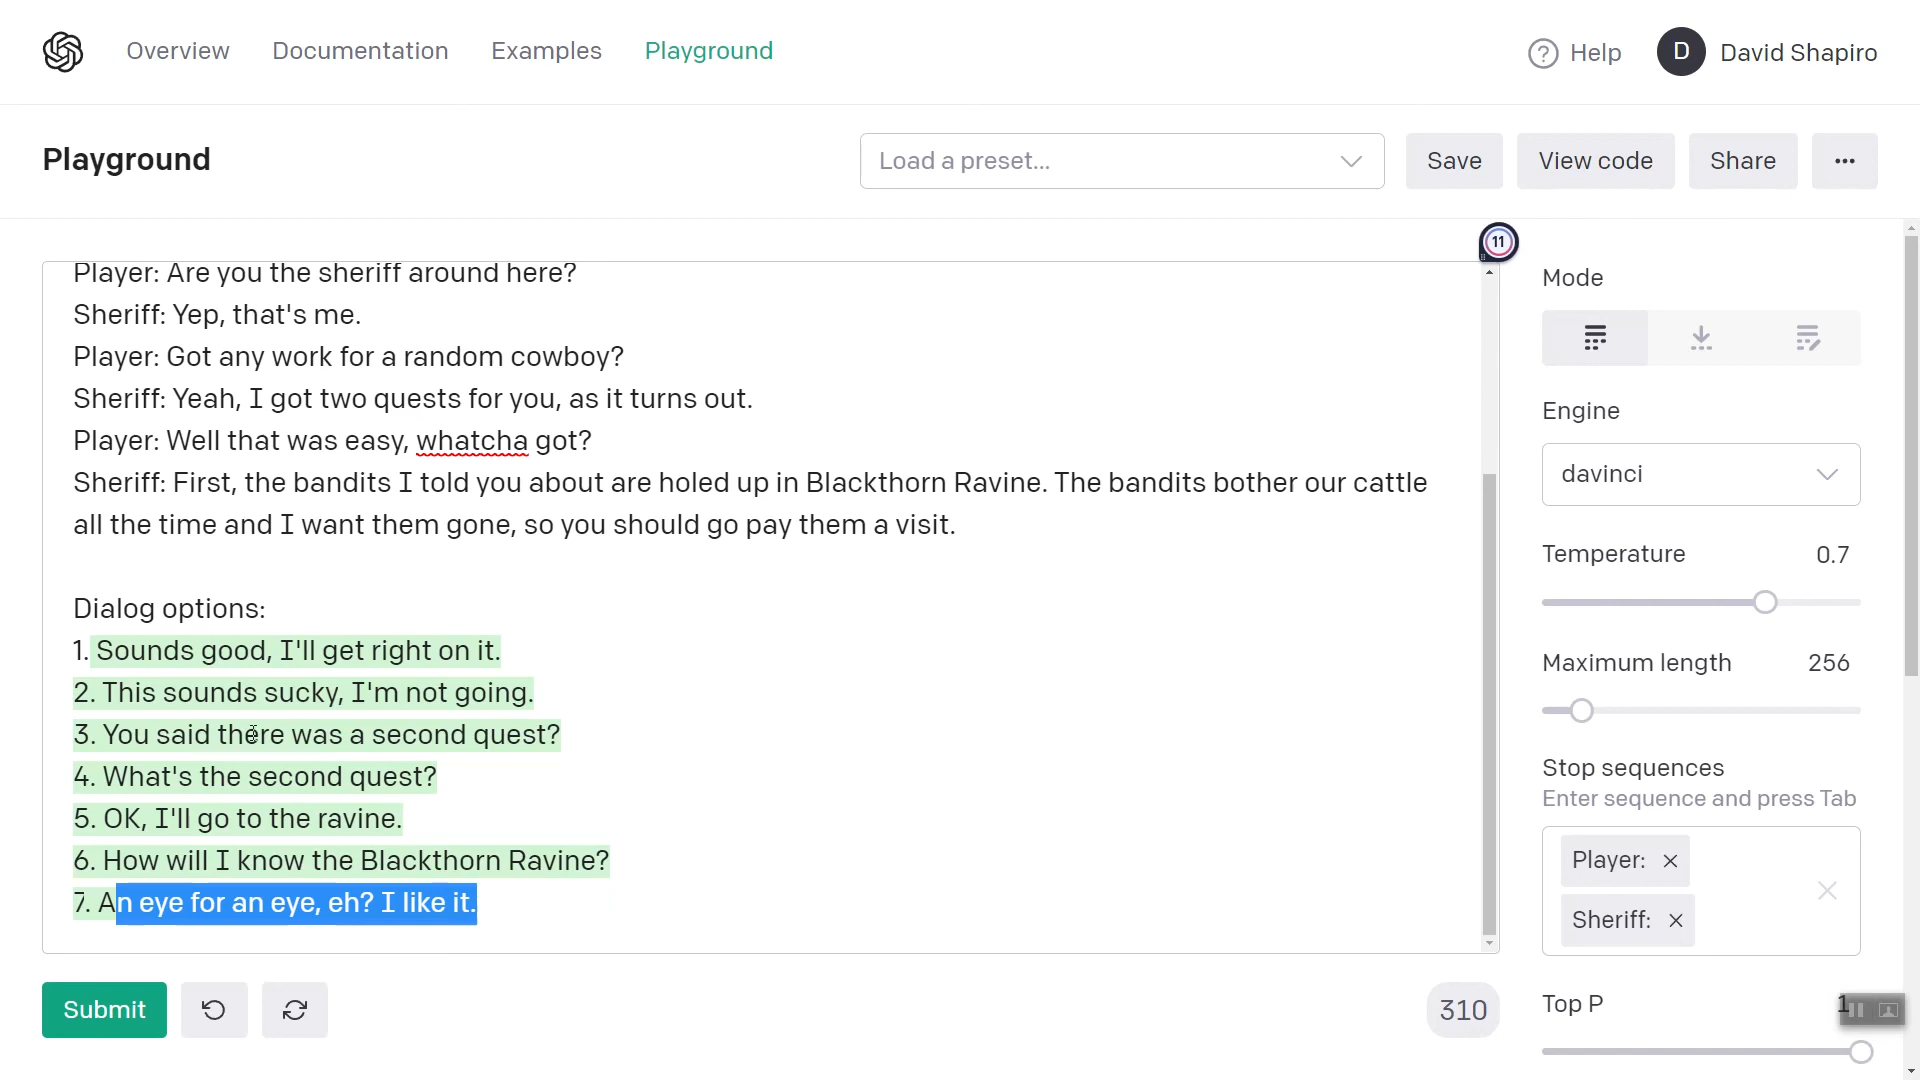 Overview Documentation Examples Playground Help D David Shapiro
Playground Load a preset... Save View code Share ...
11
Player: Are you the sheriff around here?
Sheriff: Yep, that's me.
Player: Got any work for a random cowboy?
Sheriff: Yeah, I got two quests for you, as it turns out.
Player: Well that was easy, whatcha got?
Sheriff: First, the bandits I told you about are holed up in Blackthorn Ravine. The bandits bother our cattle
all the time and I want them gone, so you should go pay them a visit.
Dialog options:
1. Sounds good, I'll get right on it.
2. This sounds sucky, I'm not going.
3. You said there was a second quest?
4. What's the second quest?
5. OK, I'll go to the ravine.
6. How will I know the Blackthorn Ravine?
7. An eye for an eye, eh? I like it.
Submit 310
Mode
Engine
davinci
Temperature 0.7
Maximum length 256
Stop sequences
Enter sequence and press Tab
Player:
Sheriff:
Top P 1